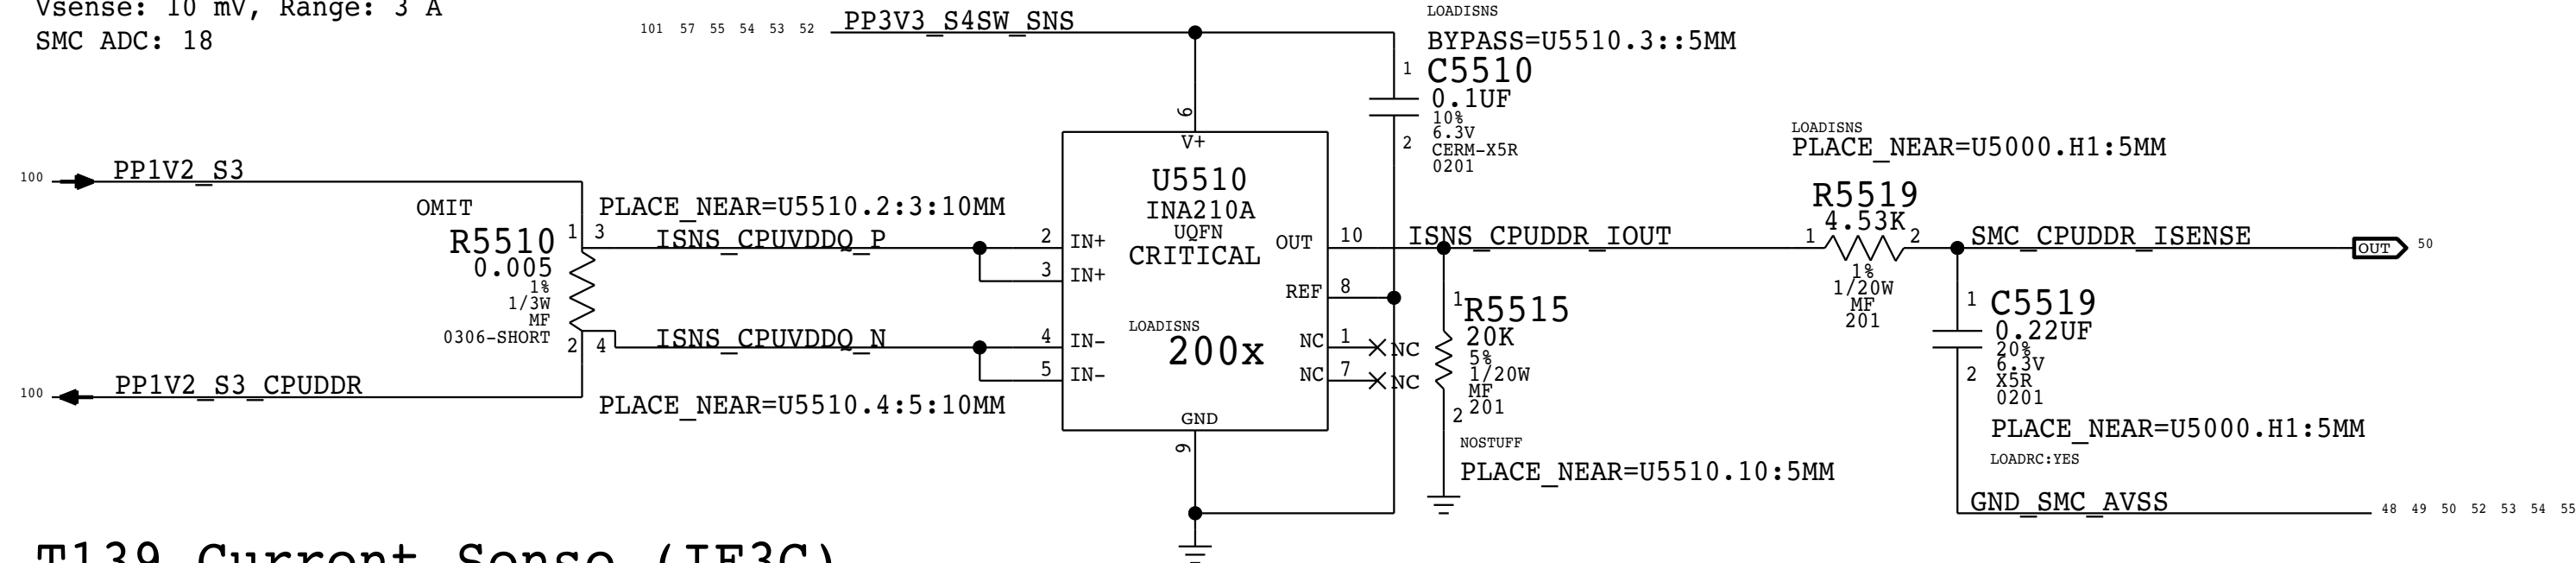 Vsense: 10 mV, Range: 3 A
SMC ADC: 18
101 57 55 54 53 52 PP3V3_S4SW_SNS
LOADISNS
BYPASS=U5510.3::5MM
1 C5510
0.1UF
10%
6.3V
2 CERM-X5R
0201
6
V+
U5510
INA210A
UQFN
CRITICAL
LOADISNS
200x
GND
9
100 PP1V2_S3
OMIT
PLACE_NEAR=U5510.2:3:10MM
R5510 1 3 ISNS_CPUVDDQ_P 2 IN+
3 IN+
0.005
1%
1/3W
MF
0306-SHORT
2 4 ISNS_CPUVDDQ_N 4 IN-
5 IN-
100 PP1V2_S3_CPUDDR
PLACE_NEAR=U5510.4:5:10MM
OUT 10 ISNS_CPUDDR_IOUT
REF 8
NC 1 NC
NC 7 NC
1 R5515
20K
5%
1/20W
MF
2 201
NOSTUFF
PLACE_NEAR=U5510.10:5MM
LOADISNS
PLACE_NEAR=U5000.H1:5MM
R5519
4.53K
1 2
1%
1/20W
MF
201
SMC_CPUDDR_ISENSE OUT 50
1 C5519
0.22UF
20%
6.3V
2 X5R
0201
PLACE_NEAR=U5000.H1:5MM
LOADRC:YES
GND_SMC_AVSS 48 49 50 52 53 54 55
T139 Current Sense (IF3C)